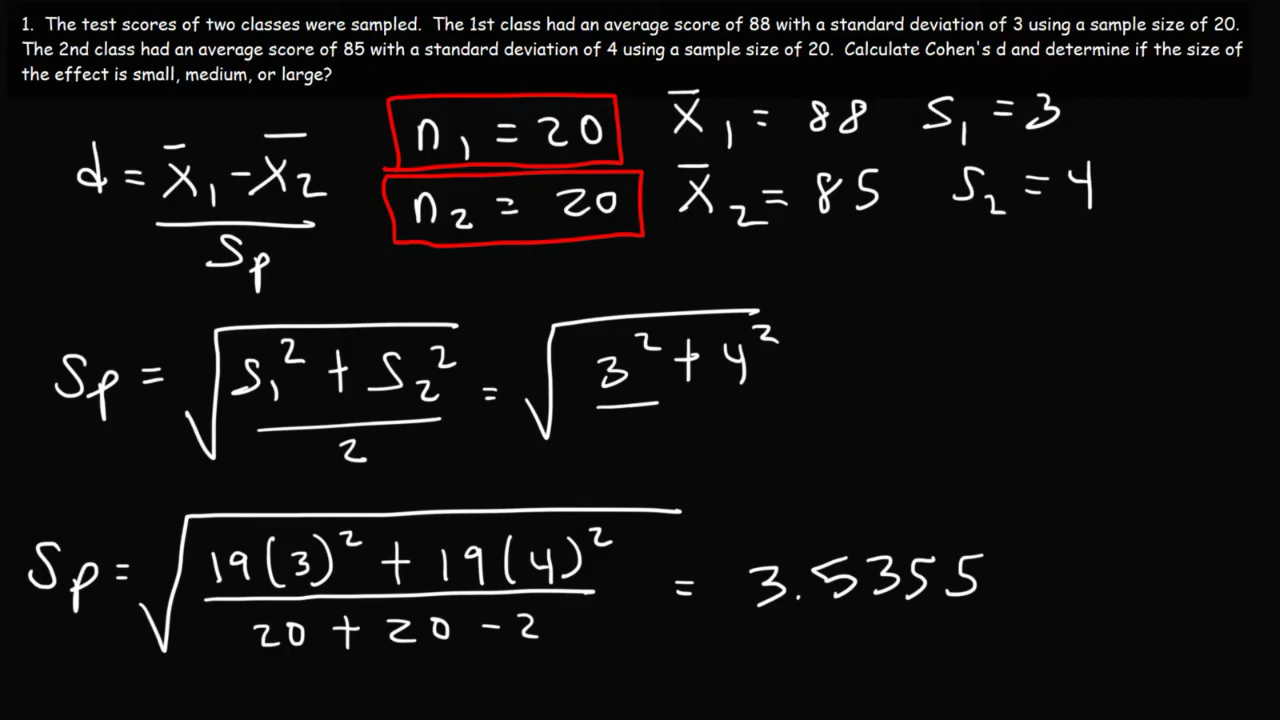 1. The test scores of two classes were sampled. The 1st class had an average score of 88 with a standard deviation of 3 using a sample size of 20.
The 2nd class had an average score of 85 with a standard deviation of 4 using a sample size of 20. Calculate Cohen's d and determine if the size of
the effect is small, medium, or large?
n₁ = 20
x̄₁ = 88 s₁ = 3
d = (x̄₁ - x̄₂) / Sp
n₂ = 20
x̄₂ = 85 s₂ = 4
Sp = √((s₁² + s₂²) / 2) = √(3² + 4²)
Sp = √((19(3)² + 19(4)²) / (20 + 20 - 2)) = 3.5355